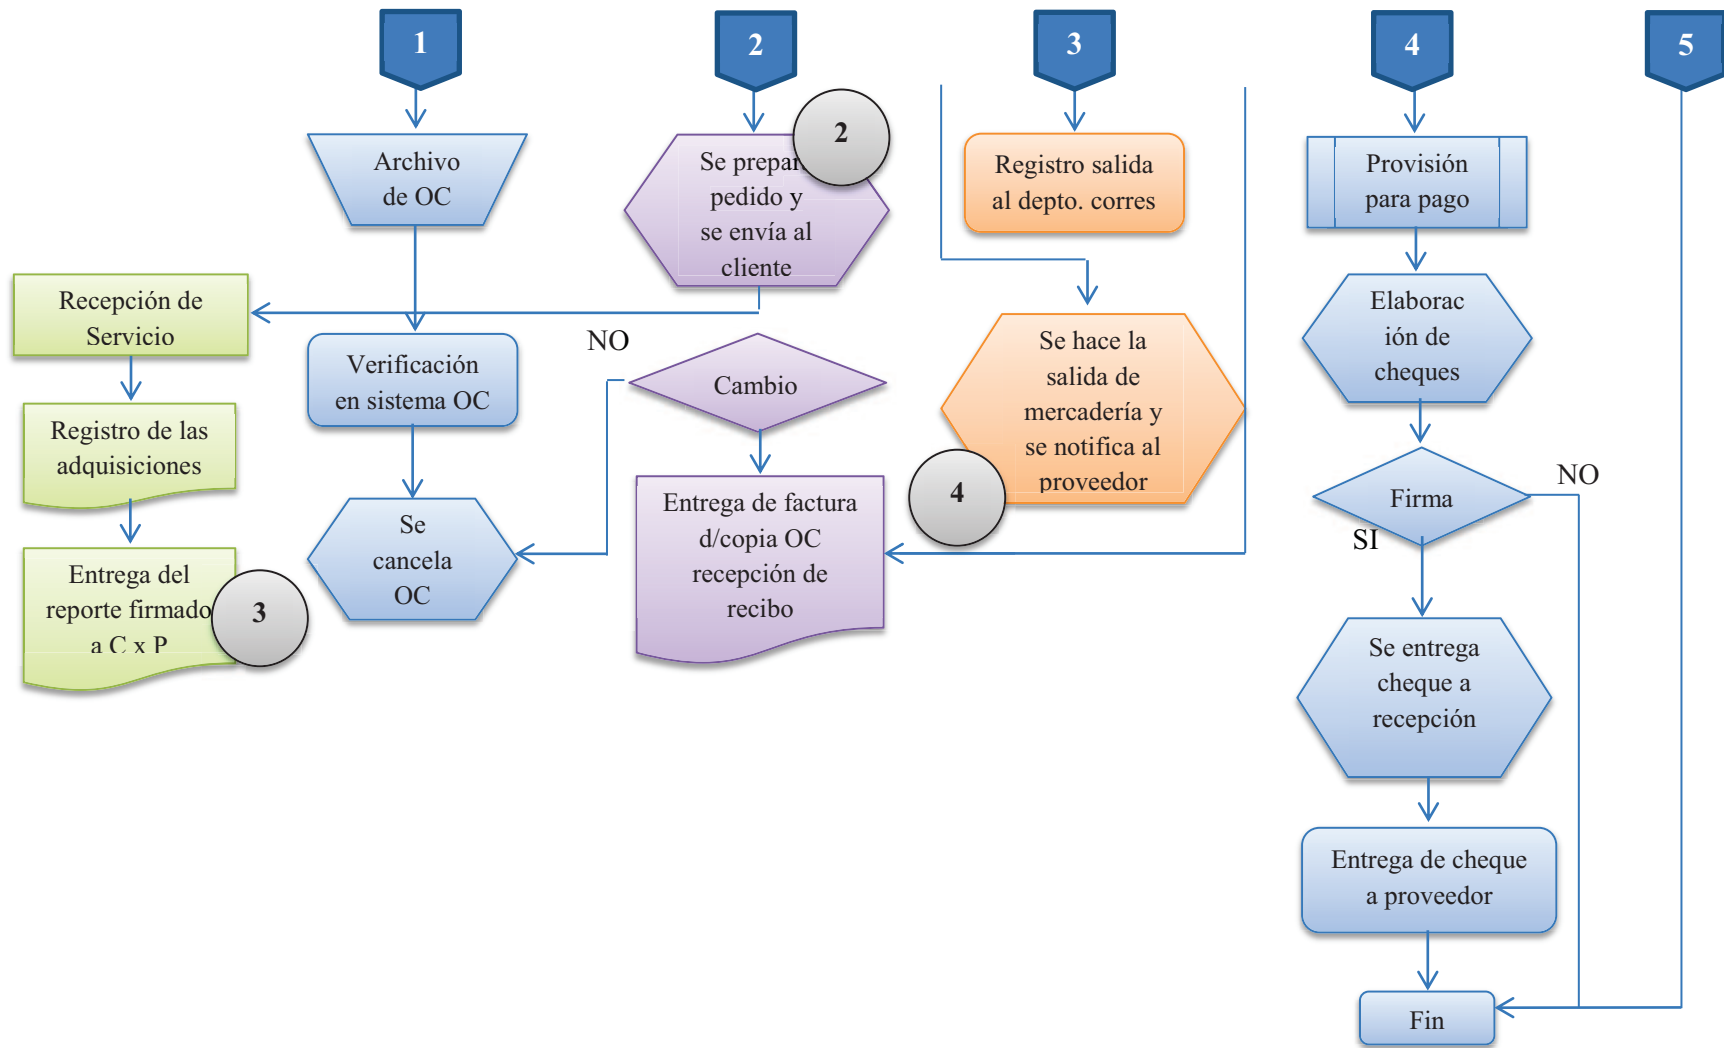 1
2
3
4
5
Archivo
de OC
2
Se prepara
pedido y
se envía al
cliente
Registro salida
al depto. corres
Provisión
para pago
Recepción de
Servicio
Verificación
en sistema OC
NO
Cambio
Se hace la
salida de
mercadería y
se notifica al
proveedor
4
Elaborac
ión de
cheques
Registro de las
adquisiciones
Se
cancela
OC
Entrega de factura
d/copia OC
recepción de
recibo
Firma
NO
SI
Entrega del
reporte firmado
a C x P
3
Se entrega
cheque a
recepción
Entrega de cheque
a proveedor
Fin